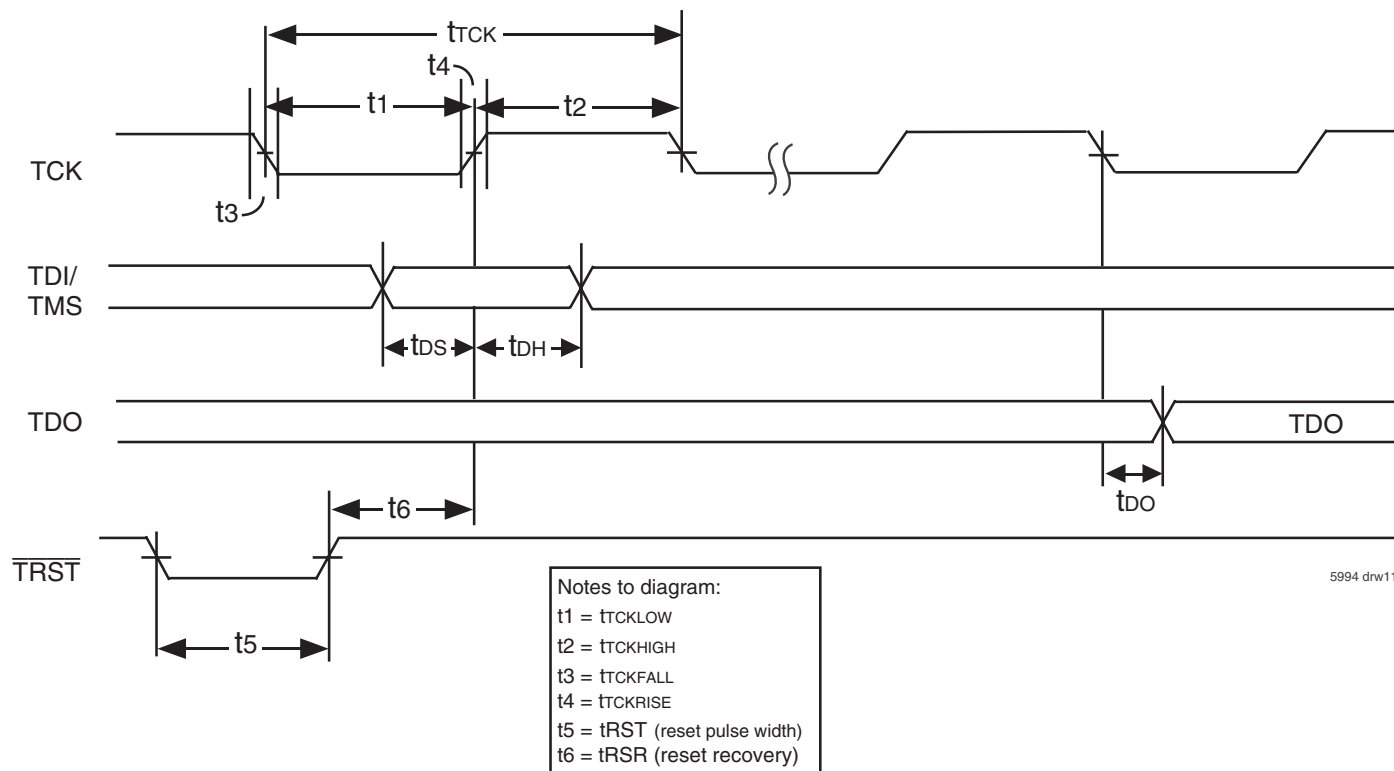 tTCK
t4
t1
t2
TCK
t3
TDI/
TMS
tDS
tDH
TDO
TDO
tDO
t6
TRST
5994 drw11
t5
Notes to diagram:
t1 = tTCKLOW
t2 = tTCKHIGH
t3 = tTCKFALL
t4 = tTCKRISE
t5 = tRST (reset pulse width)
t6 = tRSR (reset recovery)